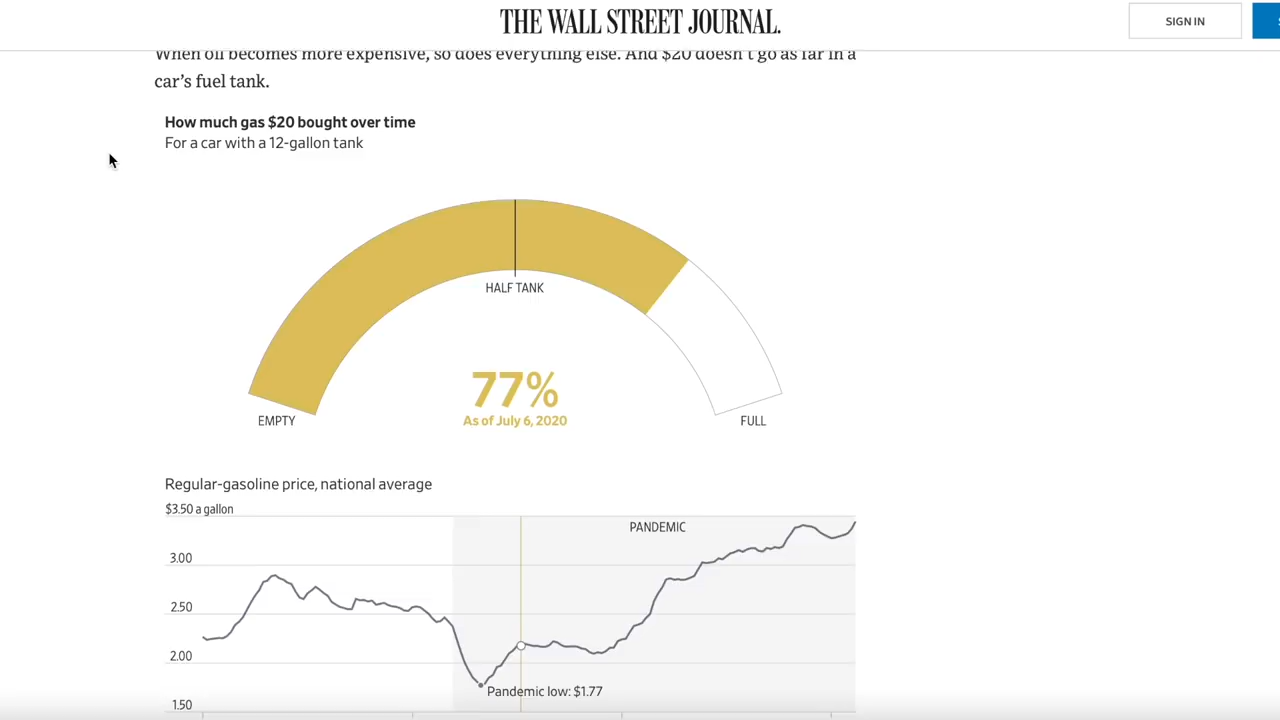 THE WALL STREET JOURNAL.
SIGN IN
When oil becomes more expensive, so does everything else. And $20 doesn't go as far in a
car's fuel tank.
How much gas $20 bought over time
For a car with a 12-gallon tank
HALF TANK
77%
As of July 6, 2020
EMPTY
FULL
Regular-gasoline price, national average
$3.50 a gallon
PANDEMIC
3.00
2.50
2.00
Pandemic low: $1.77
1.50